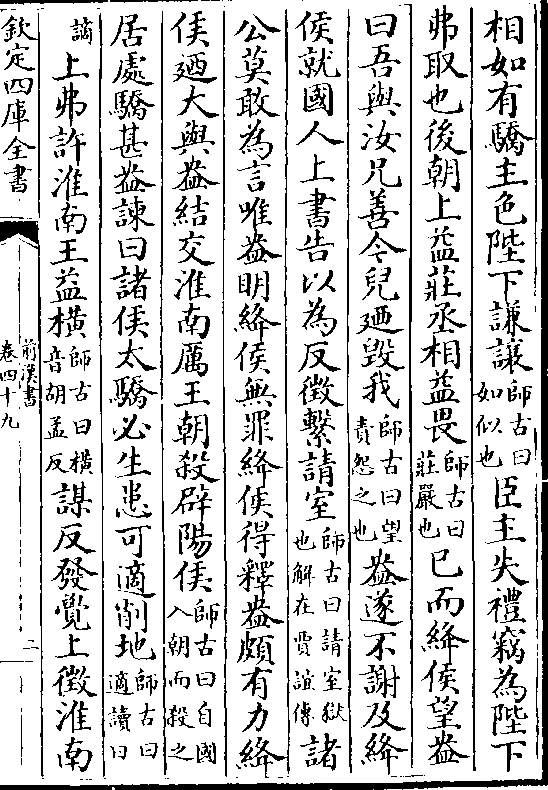 相如有驕主色陛下謙讓師古曰如似也臣主失禮竊為陛下
弗取也後朝上益莊丞相益畏師古曰莊嚴也已而絳侯望盎
曰吾與汝兄善今兒廼毀我師古曰望責怨之也盎遂不謝及絳
侯就國人上書告以為反徵繫請室師古曰請室獄也解在賈誼傳諸
公莫敢為言唯盎明絳侯無罪絳侯得釋盎頗有力絳
侯廼大與盎結交淮南厲王朝殺辟陽侯師古曰自國入朝而殺之
居處驕甚盎諫曰諸侯太驕必生患可適削地師古曰適讀曰
謫上弗許淮南王益橫師古曰橫音胡孟反謀反發覺上徵淮南
欽定四庫全書
前漢書
卷四十九
二